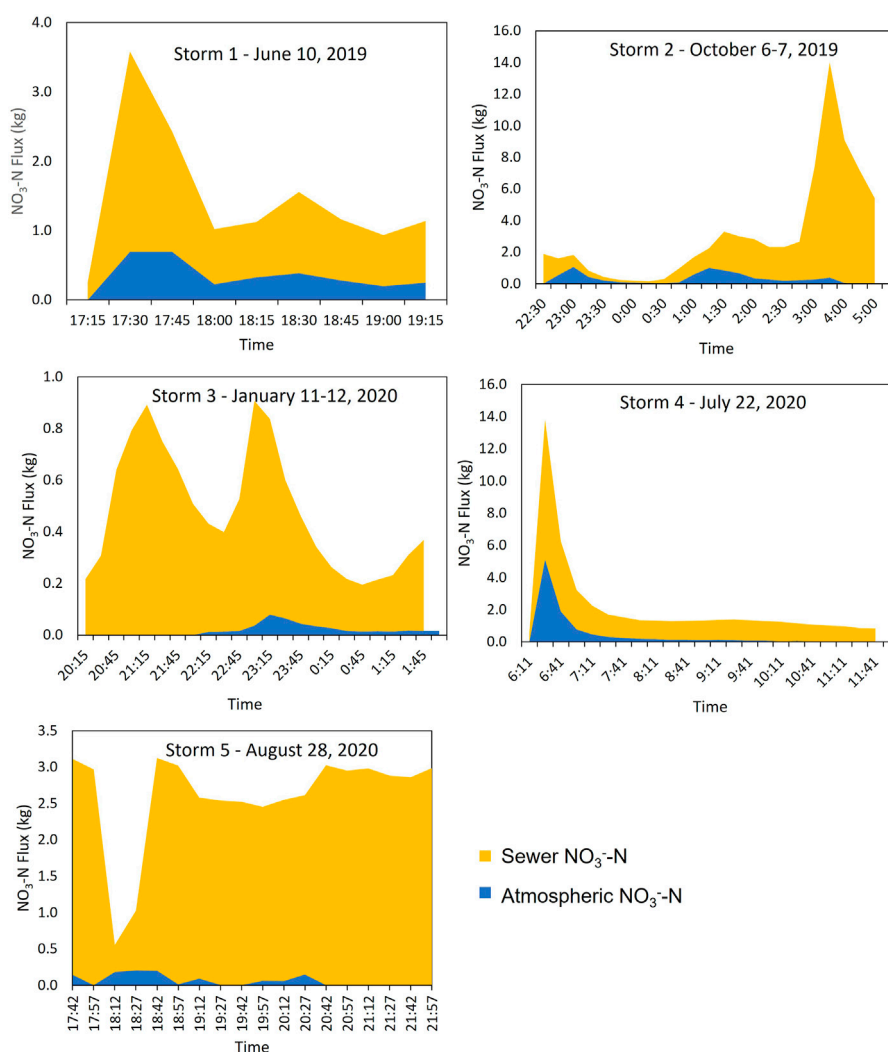 Storm 1 - June 10, 2019
NO₃-N Flux (kg)
4.0
3.0
2.0
1.0
0.0
17:15 17:30 17:45 18:00 18:15 18:30 18:45 19:00 19:15
Time
Storm 2 - October 6-7, 2019
NO₃-N Flux (kg)
16.0
14.0
12.0
10.0
8.0
6.0
4.0
2.0
0.0
22:30 23:00 23:30 0:00 0:30 1:00 1:30 2:00 2:30 3:00 4:00 5:00
Time
Storm 3 - January 11-12, 2020
NO₃-N Flux (kg)
1.0
0.8
0.6
0.4
0.2
0.0
20:15 20:45 21:15 21:45 22:15 22:45 23:15 23:45 0:15 0:45 1:15 1:45
Time
Storm 4 - July 22, 2020
NO₃-N Flux (kg)
16.0
14.0
12.0
10.0
8.0
6.0
4.0
2.0
0.0
6:11 6:41 7:11 7:41 8:11 8:41 9:11 9:41 10:11 10:41 11:11 11:41
Time
Storm 5 - August 28, 2020
NO₃-N Flux (kg)
3.5
3.0
2.5
2.0
1.5
1.0
0.5
0.0
17:42 17:57 18:12 18:27 18:42 18:57 19:12 19:27 19:42 19:57 20:12 20:27 20:42 20:57 21:12 21:27 21:42 21:57
Time
Sewer NO₃⁻-N
Atmospheric NO₃⁻-N